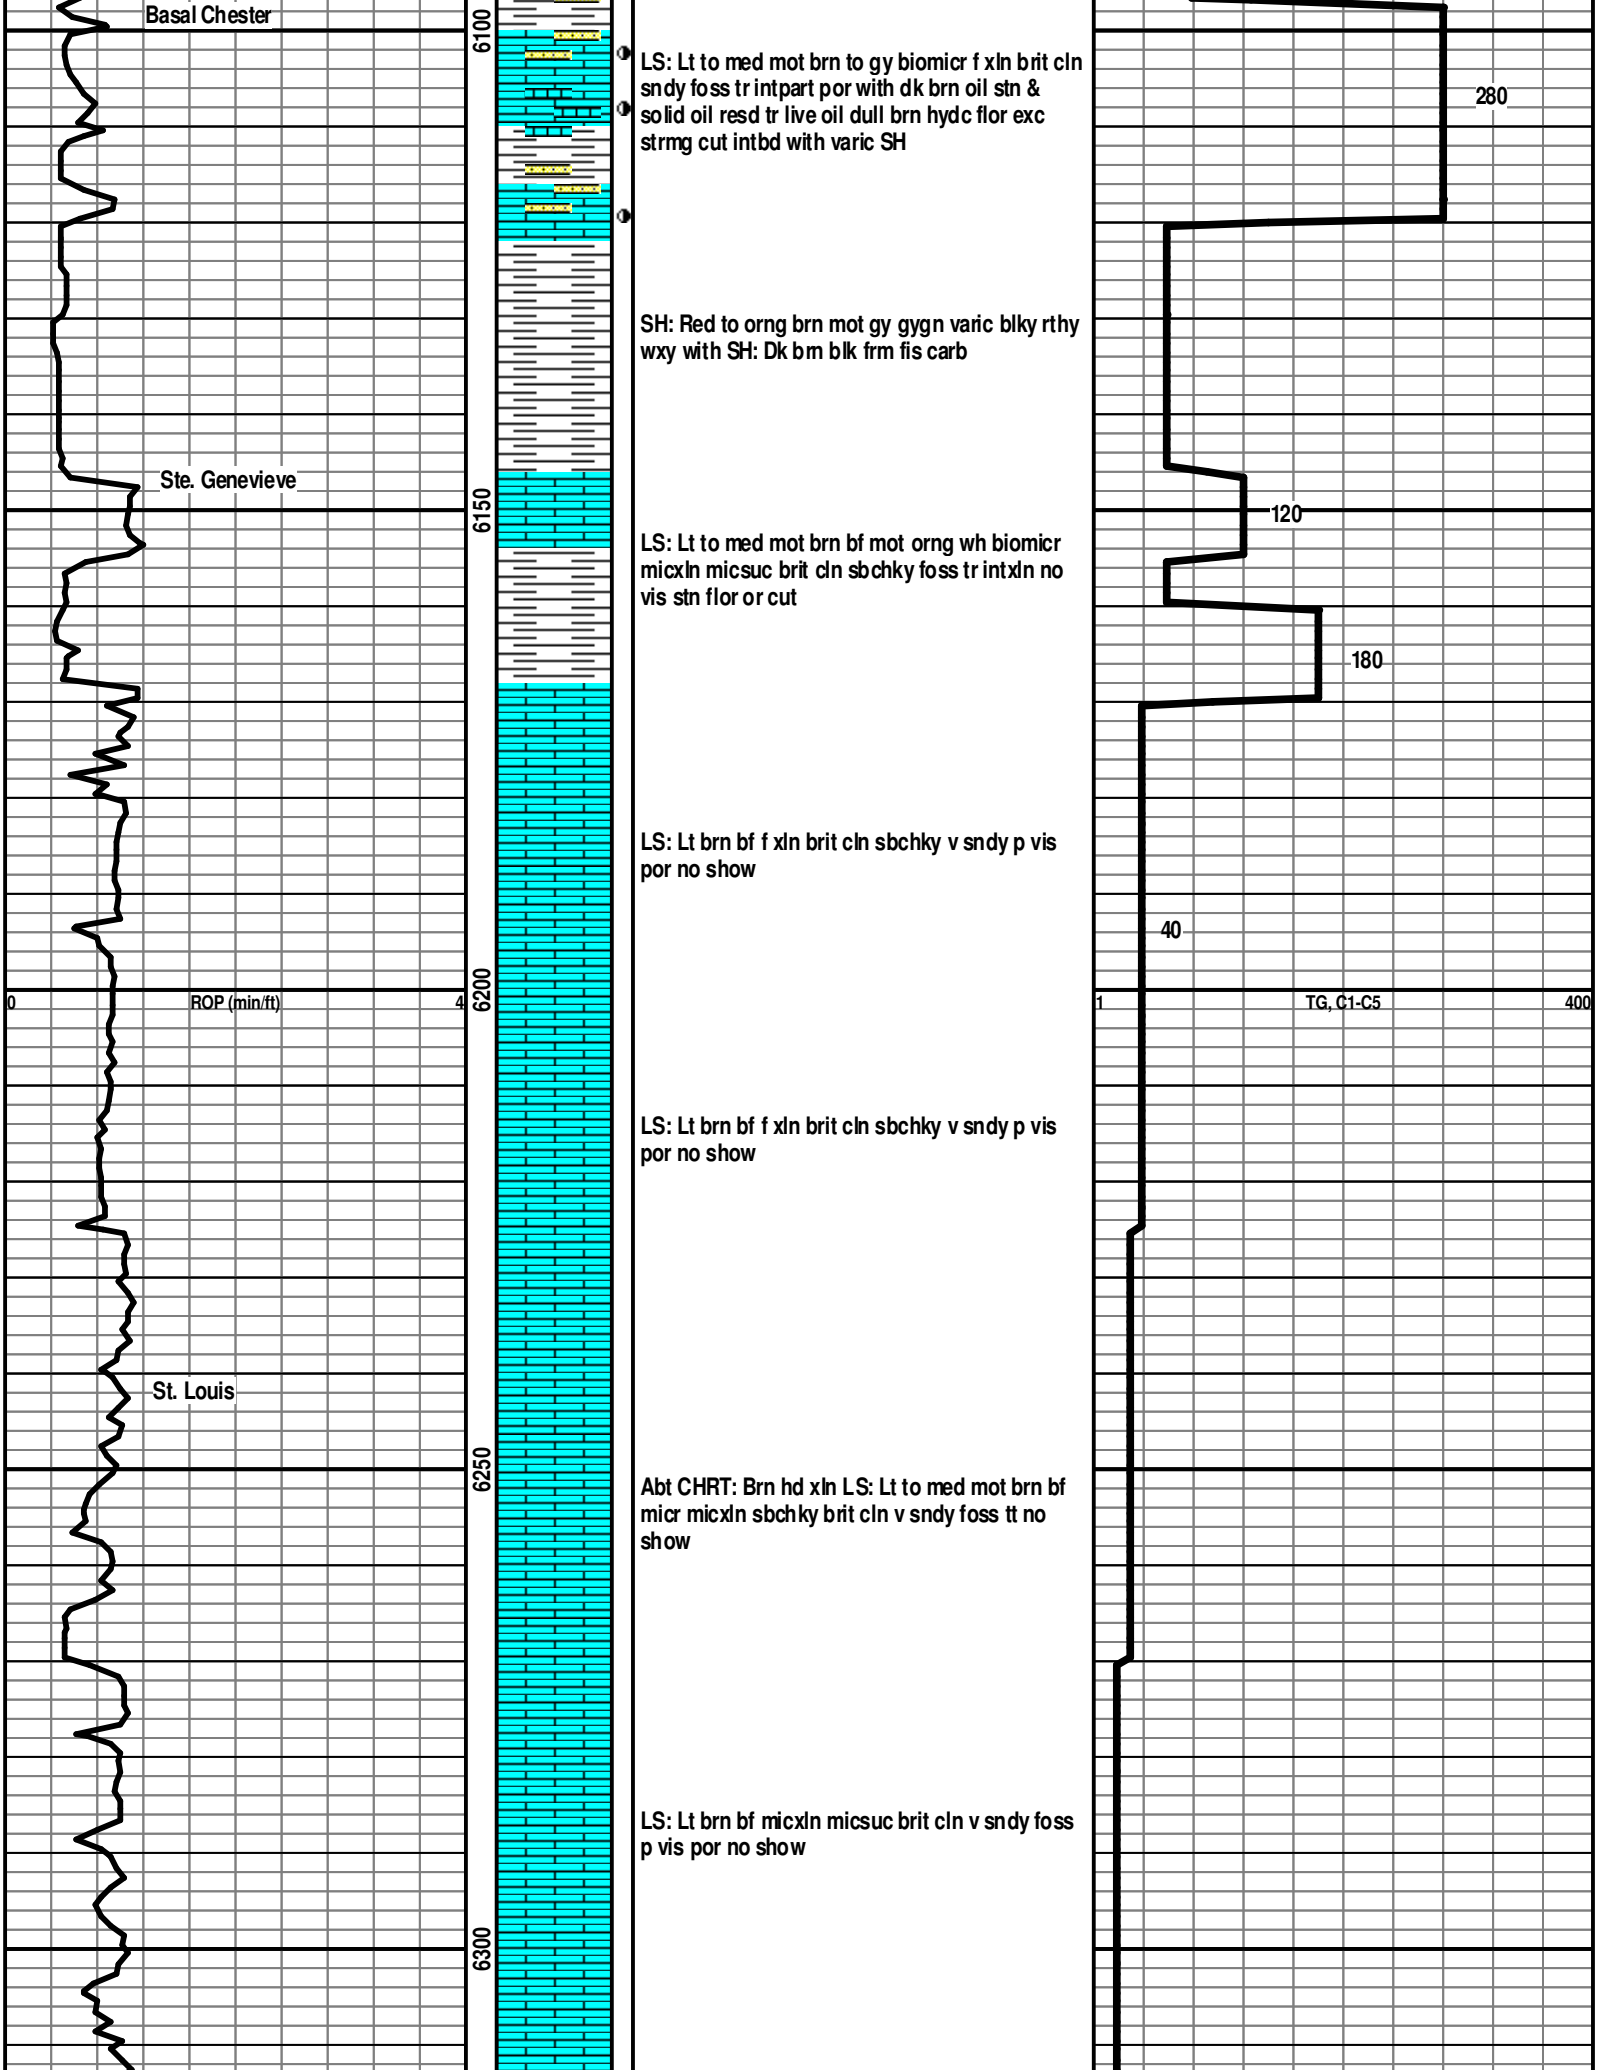 Basal Chester
6100
LS: Lt to med mot brn to gy biomicr f xln brit cln
sndy foss tr intpart por with dk brn oil stn &
solid oil resd tr live oil dull brn hydc flor exc
strmg cut intbd with varic SH
280
SH: Red to orng brn mot gy gygn varic blky rthy
wxy with SH: Dk brn blk frm fis carb
Ste. Genevieve
6150
120
LS: Lt to med mot brn bf mot orng wh biomicr
micxln micsuc brit cln sbchky foss tr intxln no
vis stn flor or cut
180
LS: Lt brn bf f xln brit cln sbchky v sndy p vis
por no show
40
0 ROP (min/ft) 4
6200
1 TG, C1-C5 400
LS: Lt brn bf f xln brit cln sbchky v sndy p vis
por no show
St. Louis
6250
Abt CHRT: Brn hd xln LS: Lt to med mot brn bf
micr micxln sbchky brit cln v sndy foss tt no
show
LS: Lt brn bf micxln micsuc brit cln v sndy foss
p vis por no show
6300